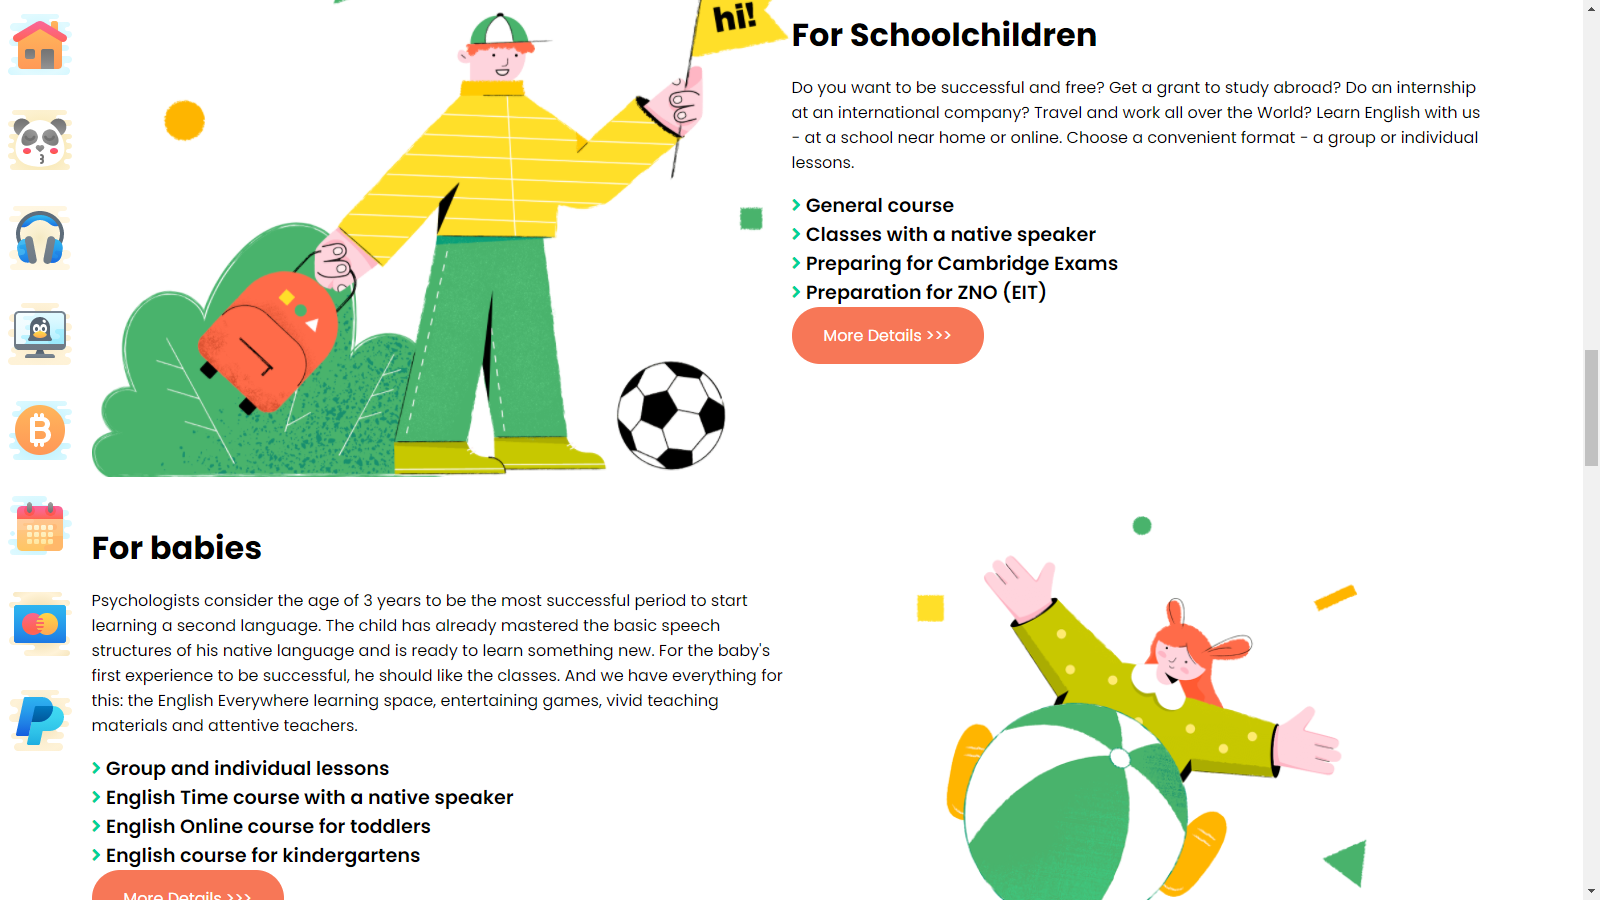 hi!
For Schoolchildren
Do you want to be successful and free? Get a grant to study abroad? Do an internship
at an international company? Travel and work all over the World? Learn English with us
- at a school near home or online. Choose a convenient format - a group or individual
lessons.
General course
Classes with a native speaker
Preparing for Cambridge Exams
Preparation for ZNO (EIT)
More Details >>>
For babies
Psychologists consider the age of 3 years to be the most successful period to start
learning a second language. The child has already mastered the basic speech
structures of his native language and is ready to learn something new. For the baby's
first experience to be successful, he should like the classes. And we have everything for
this: the English Everywhere learning space, entertaining games, vivid teaching
materials and attentive teachers.
Group and individual lessons
English Time course with a native speaker
English Online course for toddlers
English course for kindergartens
More Details >>>